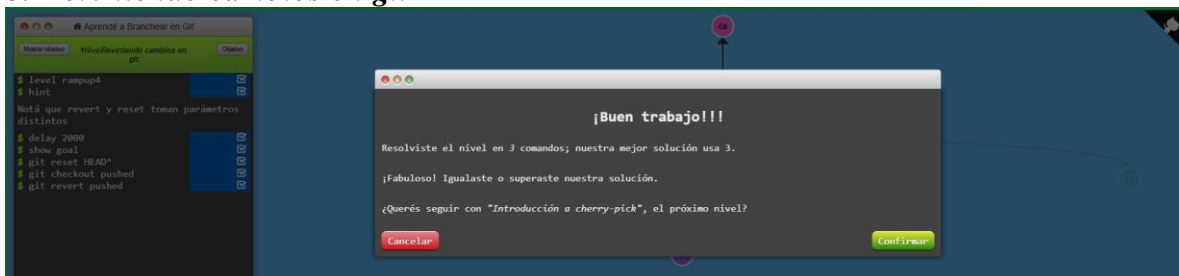 Aprendé a Branchear en Git
Mostrar objetivo
Nivel Revirtiendo cambios en git
Objetivo
$ level rampup4
$ hint
Notá que revert y reset toman parámetros
distintos
$ delay 2000
$ show goal
$ git reset HEAD^
$ git checkout pushed
$ git revert pushed
C0
¡Buen trabajo!!!
Resolviste el nivel en 3 comandos; nuestra mejor solución usa 3.
¡Fabuloso! Igualaste o superaste nuestra solución.
¿Querés seguir con "Introducción a cherry-pick", el próximo nivel?
Cancelar
Confirmar